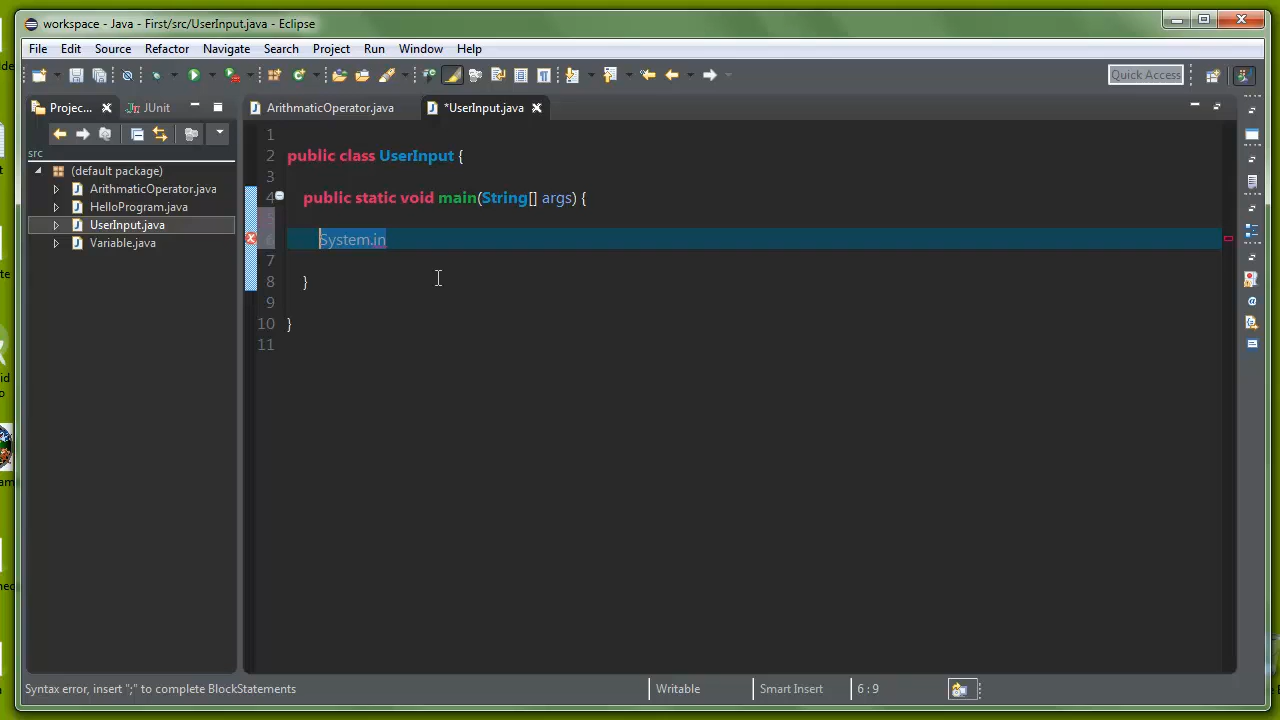 workspace - Java - First/src/UserInput.java - Eclipse
File Edit Source Refactor Navigate Search Project Run Window Help
Quick Access
Projec... JUnit
ArithmaticOperator.java
*UserInput.java
src
(default package)
ArithmaticOperator.java
HelloProgram.java
UserInput.java
Variable.java
1
2 public class UserInput {
3
4 public static void main(String[] args) {
5
6 System.in
7
8 }
9
10 }
11
Syntax error, insert ";" to complete BlockStatements
Writable
Smart Insert
6 : 9